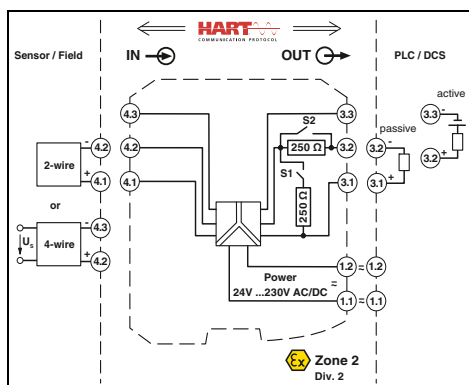 HART
COMMUNICATION PROTOCOL
Sensor / Field
IN
OUT
PLC / DCS
4.3
3.3
active
S2
3.3 -
passive
2-wire
- 4.2
+ 4.1
4.2
250 Ω
3.2
3.2 -
+
3.2
4.1
S1
250 Ω
3.1
3.1 +
or
Us
4-wire
- 4.3
+ 4.2
Power
24V ...230V AC/DC
≈
1.2 ≈ 1.2
1.1 ≈ 1.1
Ex Zone 2
Div. 2